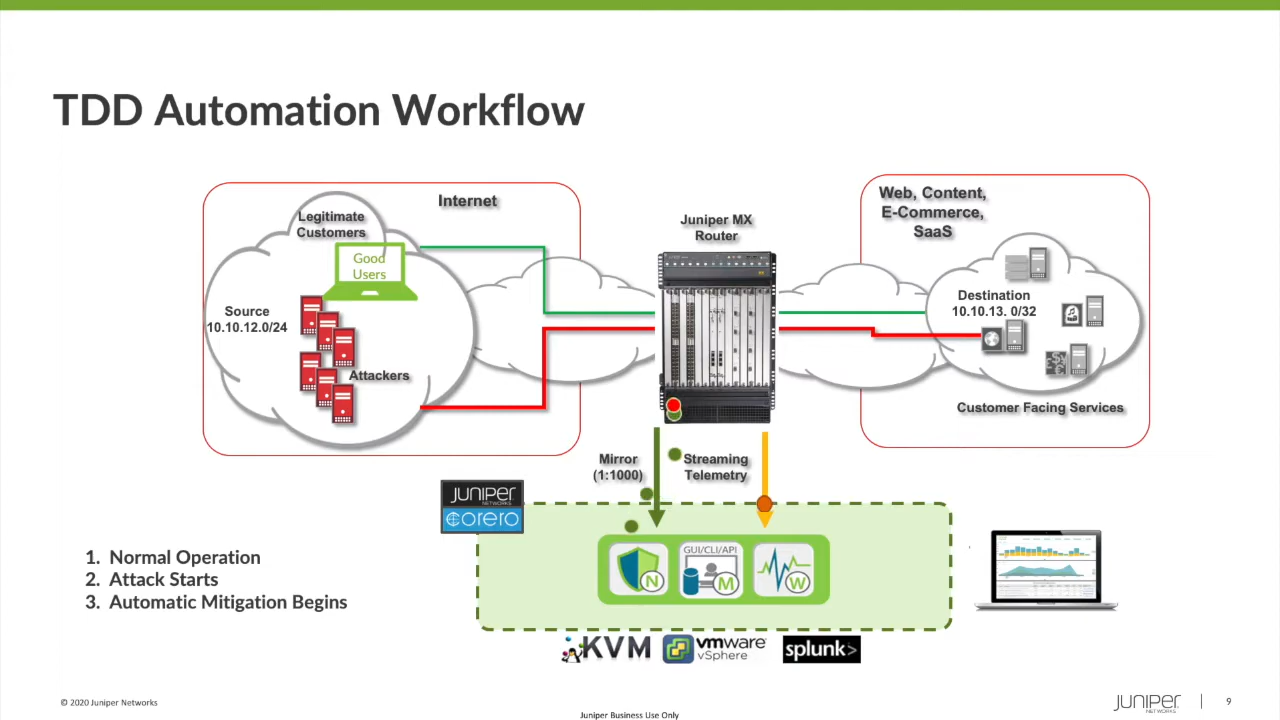 TDD Automation Workflow
Internet
Legitimate
Customers
Good
Users
Source
10.10.12.0/24
Attackers
Juniper MX
Router
Web, Content,
E-Commerce,
SaaS
Destination
10.10.13. 0/32
Customer Facing Services
Mirror
(1:1000)
Streaming
Telemetry
JUNIPER
NETWORKS
corero
GUI/CLI/API
N
M
W
1. Normal Operation
2. Attack Starts
3. Automatic Mitigation Begins
KVM
vmware
vSphere
splunk>
© 2020 Juniper Networks
Juniper Business Use Only
JUNIPER
NETWORKS
9